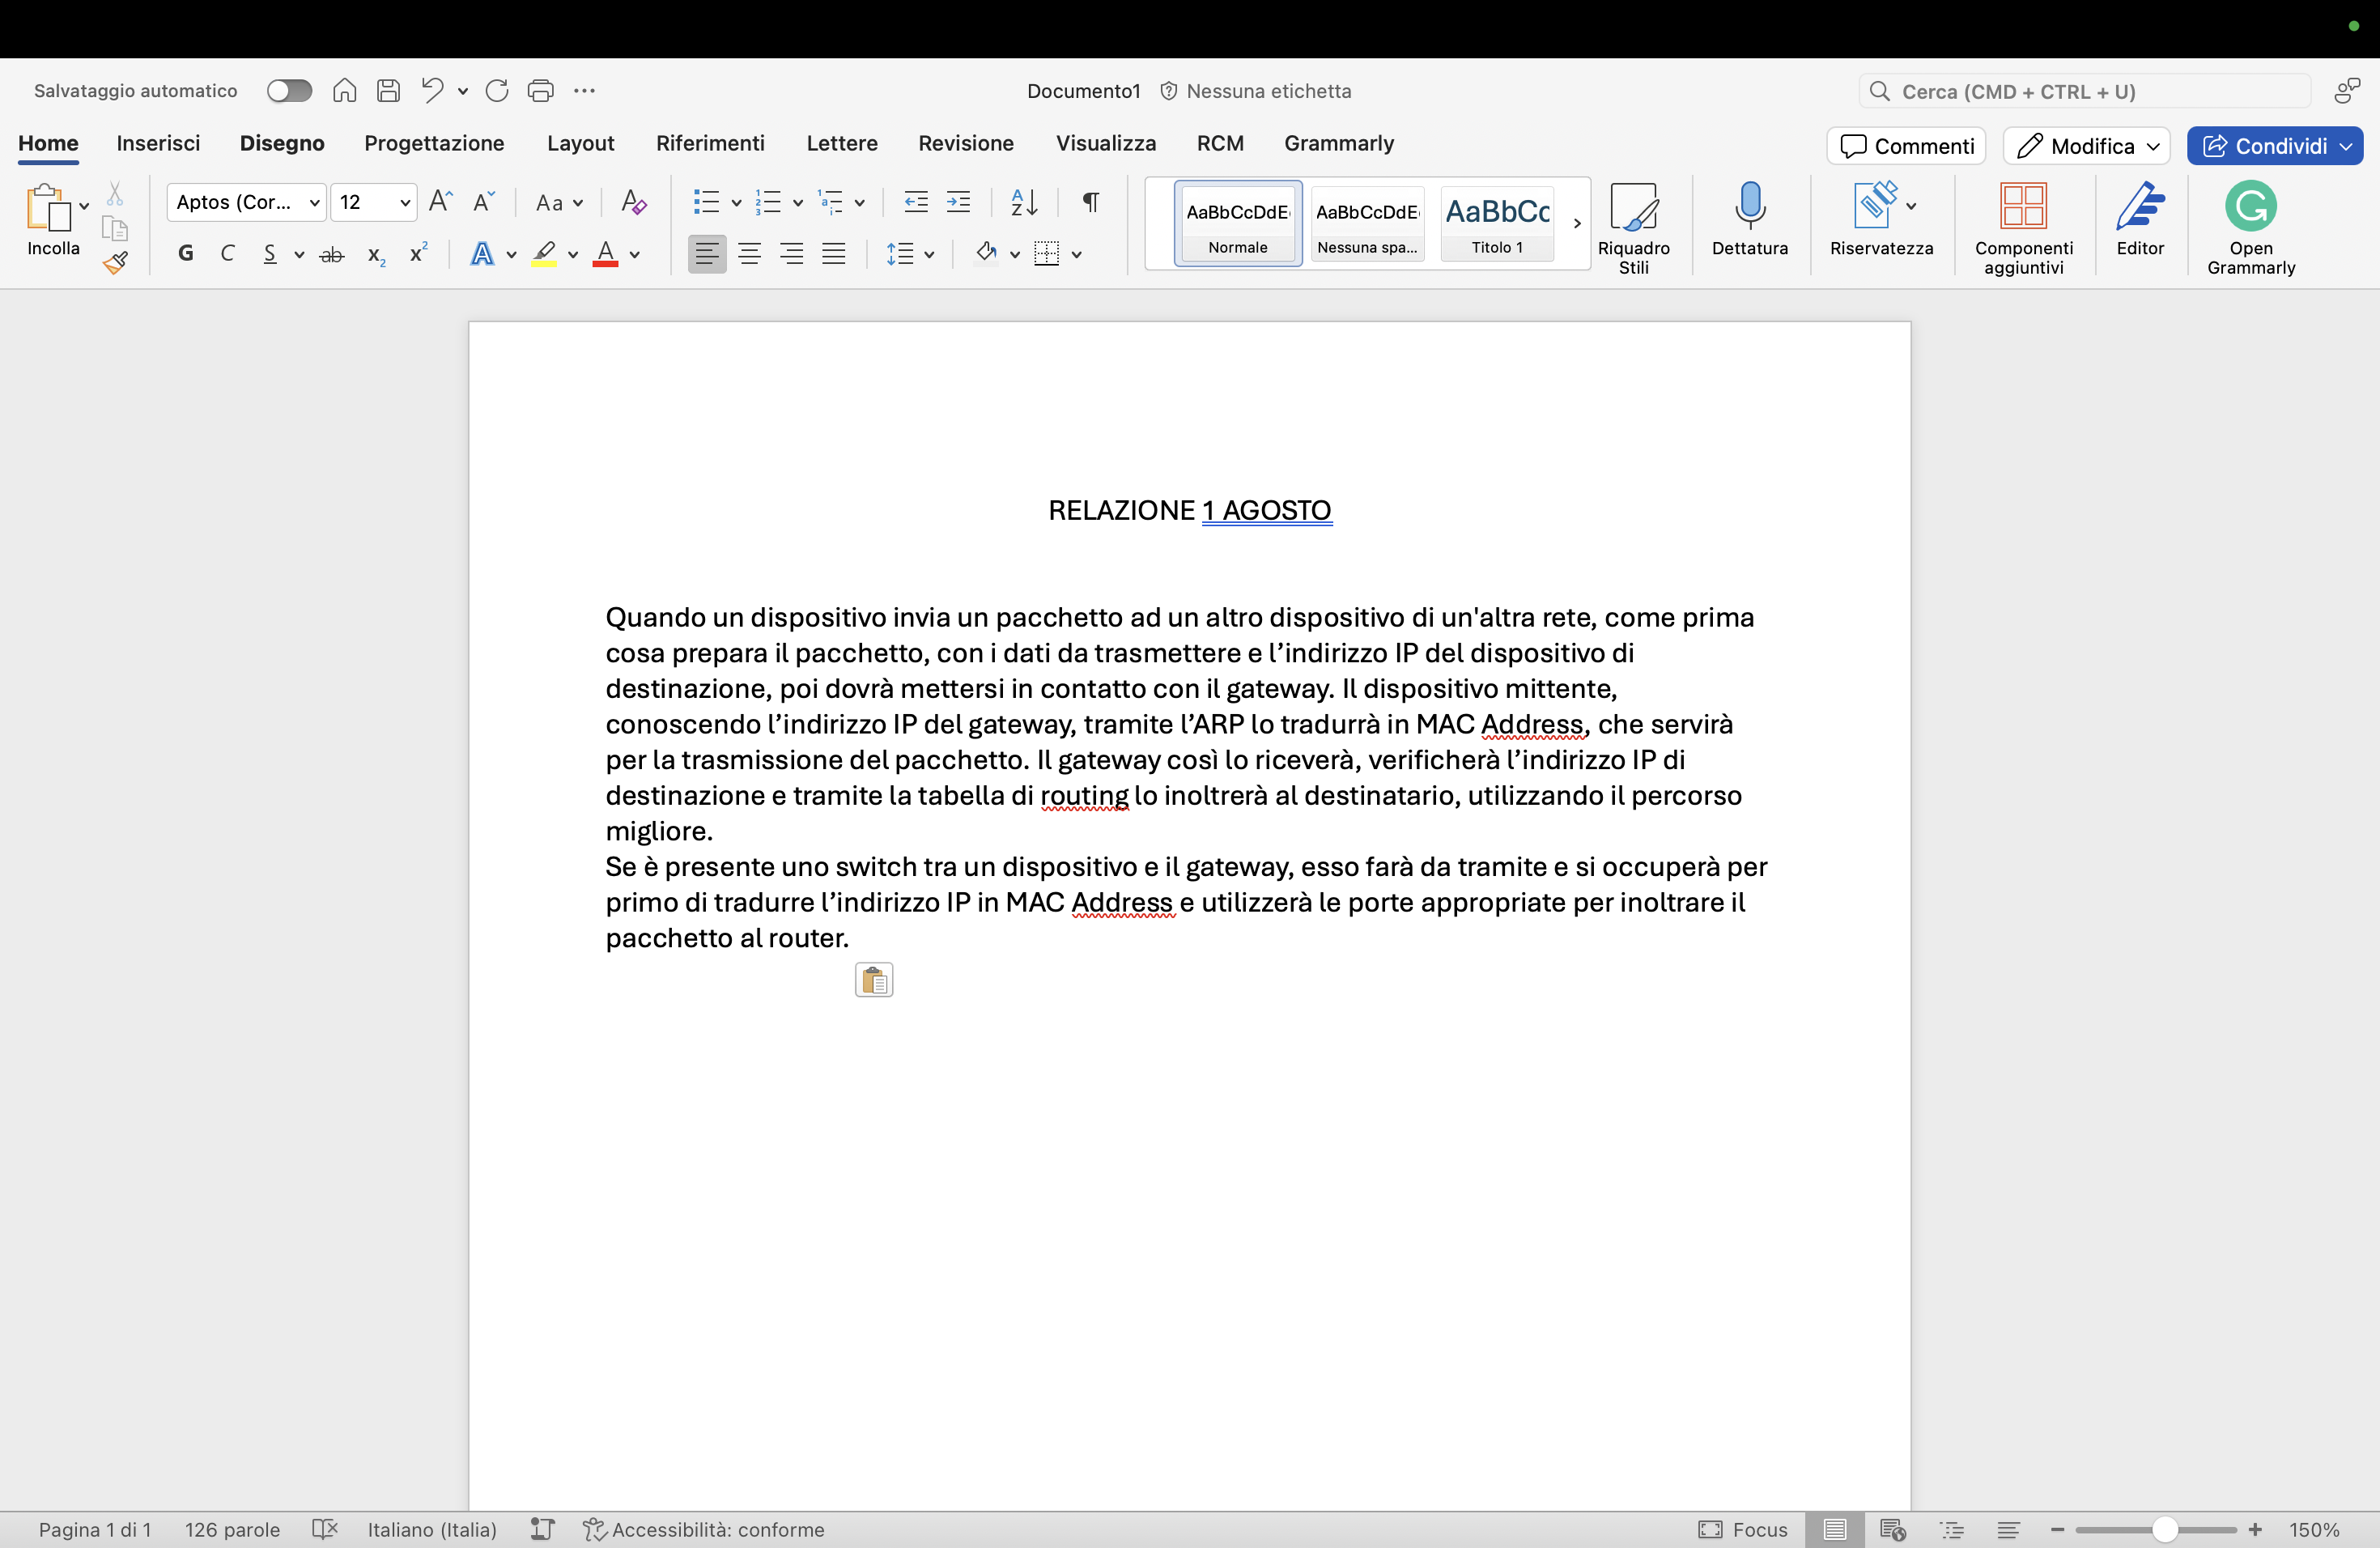 Salvataggio automatico
Documento1
Nessuna etichetta
Cerca (CMD + CTRL + U)
Home
Inserisci
Disegno
Progettazione
Layout
Riferimenti
Lettere
Revisione
Visualizza
RCM
Grammarly
Commenti
Modifica
Condividi
Incolla
Aptos (Cor...
12
Aa
G C S ab x₂ x²
A
A
AaBbCcDdE
Normale
AaBbCcDdE
Nessuna spa...
AaBbCc
Titolo 1
Riquadro
Stili
Dettatura
Riservatezza
Componenti
aggiuntivi
Editor
Open
Grammarly
RELAZIONE 1 AGOSTO
Quando un dispositivo invia un pacchetto ad un altro dispositivo di un'altra rete, come prima
cosa prepara il pacchetto, con i dati da trasmettere e l’indirizzo IP del dispositivo di
destinazione, poi dovrà mettersi in contatto con il gateway. Il dispositivo mittente,
conoscendo l’indirizzo IP del gateway, tramite l’ARP lo tradurrà in MAC Address, che servirà
per la trasmissione del pacchetto. Il gateway così lo riceverà, verificherà l’indirizzo IP di
destinazione e tramite la tabella di routing lo inoltrerà al destinatario, utilizzando il percorso
migliore.
Se è presente uno switch tra un dispositivo e il gateway, esso farà da tramite e si occuperà per
primo di tradurre l’indirizzo IP in MAC Address e utilizzerà le porte appropriate per inoltrare il
pacchetto al router.
Pagina 1 di 1
126 parole
Italiano (Italia)
Accessibilità: conforme
Focus
150%